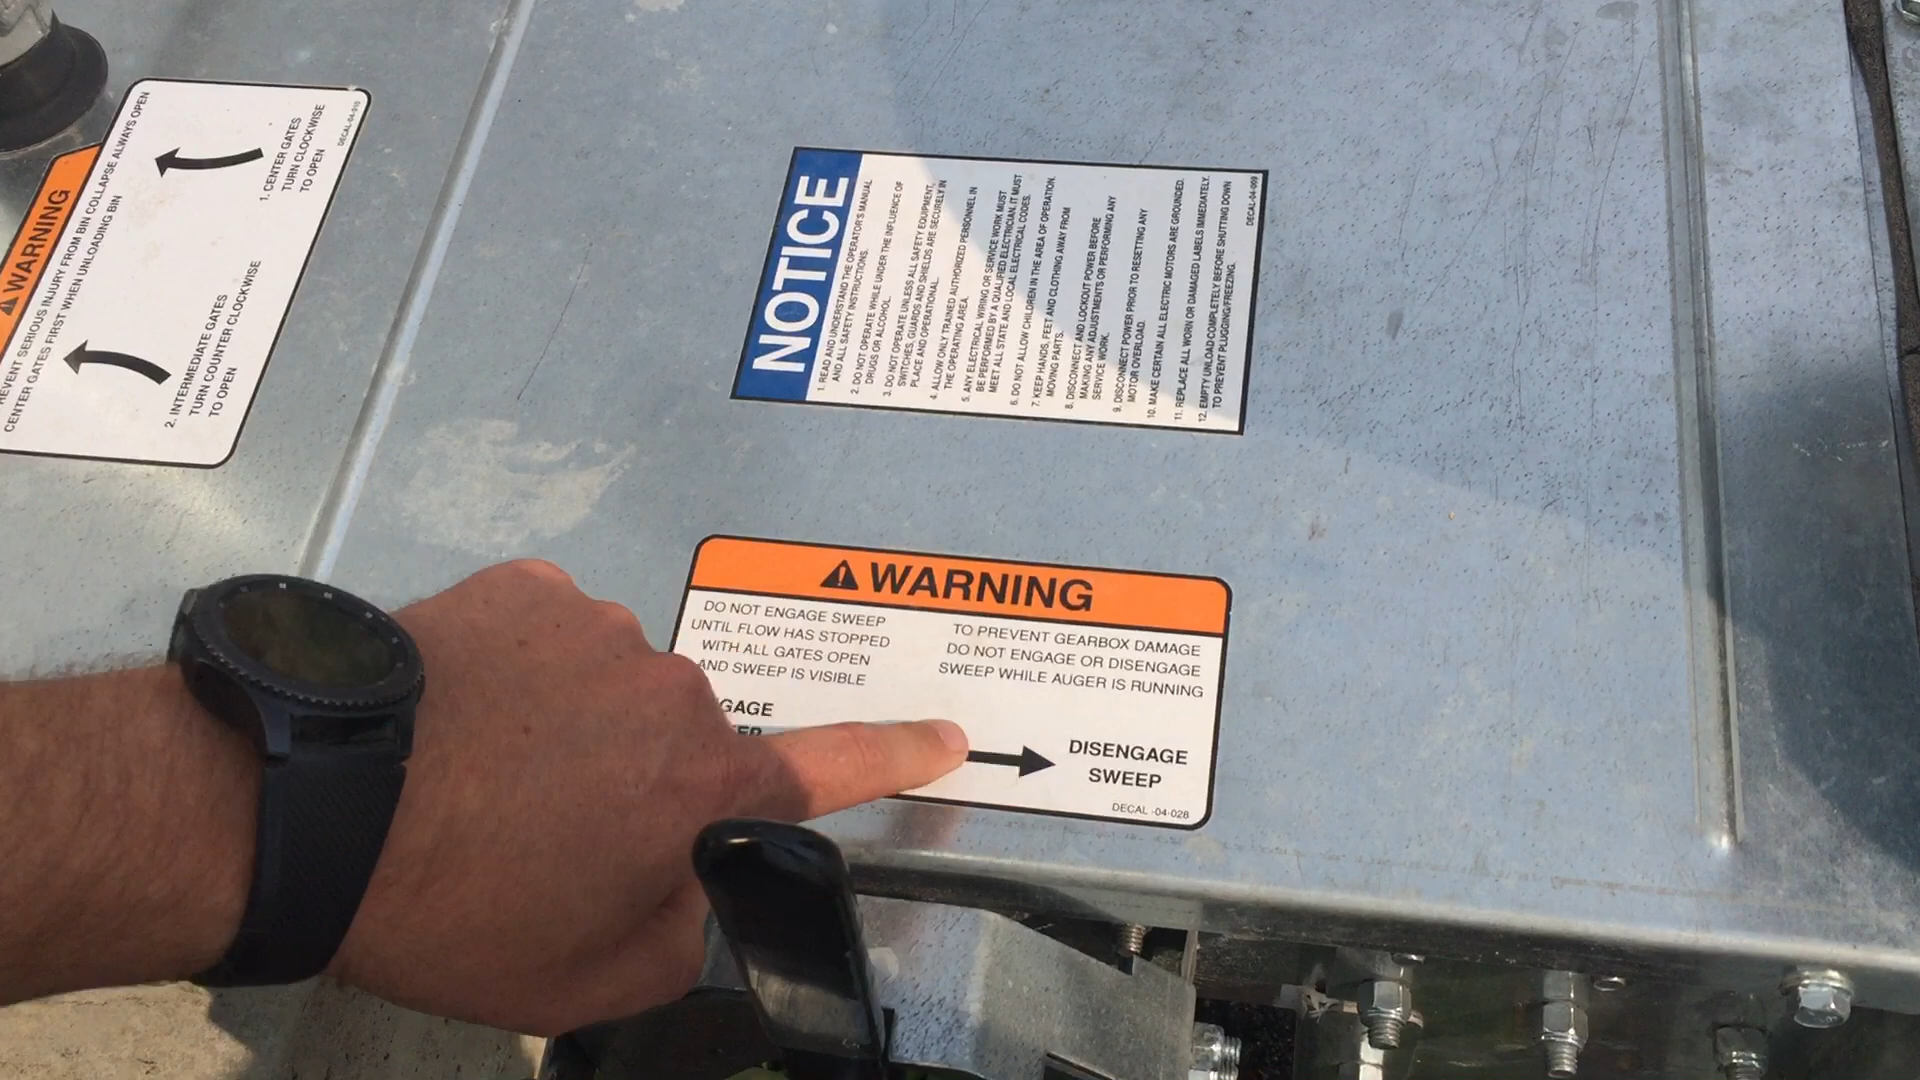 WARNING
REVENT SERIOUS INJURY FROM BIN COLLAPSE ALWAYS OPEN
CENTER GATES FIRST WHEN UNLOADING BIN
1. CENTER GATES
TURN CLOCKWISE
TO OPEN
2. INTERMEDIATE GATES
TURN COUNTER CLOCKWISE
TO OPEN
DECAL-04-010
NOTICE
1. READ AND UNDERSTAND THE OPERATOR'S MANUAL
AND ALL SAFETY INSTRUCTIONS.
2. DO NOT OPERATE WHILE UNDER THE INFLUENCE OF
DRUGS OR ALCOHOL.
3. DO NOT OPERATE UNLESS ALL SAFETY EQUIPMENT,
SWITCHES, GUARDS AND SHIELDS ARE SECURELY IN
PLACE AND OPERATIONAL.
4. ALLOW ONLY TRAINED AUTHORIZED PERSONNEL IN
THE OPERATING AREA.
5. ANY ELECTRICAL WIRING OR SERVICE WORK MUST
BE PERFORMED BY A QUALIFIED ELECTRICIAN. IT MUST
MEET ALL STATE AND LOCAL ELECTRICAL CODES.
6. DO NOT ALLOW CHILDREN IN THE AREA OF OPERATION.
7. KEEP HANDS, FEET AND CLOTHING AWAY FROM
MOVING PARTS.
8. DISCONNECT AND LOCKOUT POWER BEFORE
MAKING ANY ADJUSTMENTS OR PERFORMING ANY
SERVICE WORK.
9. DISCONNECT POWER PRIOR TO RESETTING ANY
MOTOR OVERLOAD.
10. MAKE CERTAIN ALL ELECTRIC MOTORS ARE GROUNDED.
11. REPLACE ALL WORN OR DAMAGED LABELS IMMEDIATELY.
12. EMPTY UNLOAD COMPLETELY BEFORE SHUTTING DOWN
TO PREVENT PLUGGING/FREEZING.
DECAL-04-009
WARNING
DO NOT ENGAGE SWEEP
UNTIL FLOW HAS STOPPED
WITH ALL GATES OPEN
AND SWEEP IS VISIBLE
TO PREVENT GEARBOX DAMAGE
DO NOT ENGAGE OR DISENGAGE
SWEEP WHILE AUGER IS RUNNING
GAGE
DISENGAGE
SWEEP
DECAL -04-028